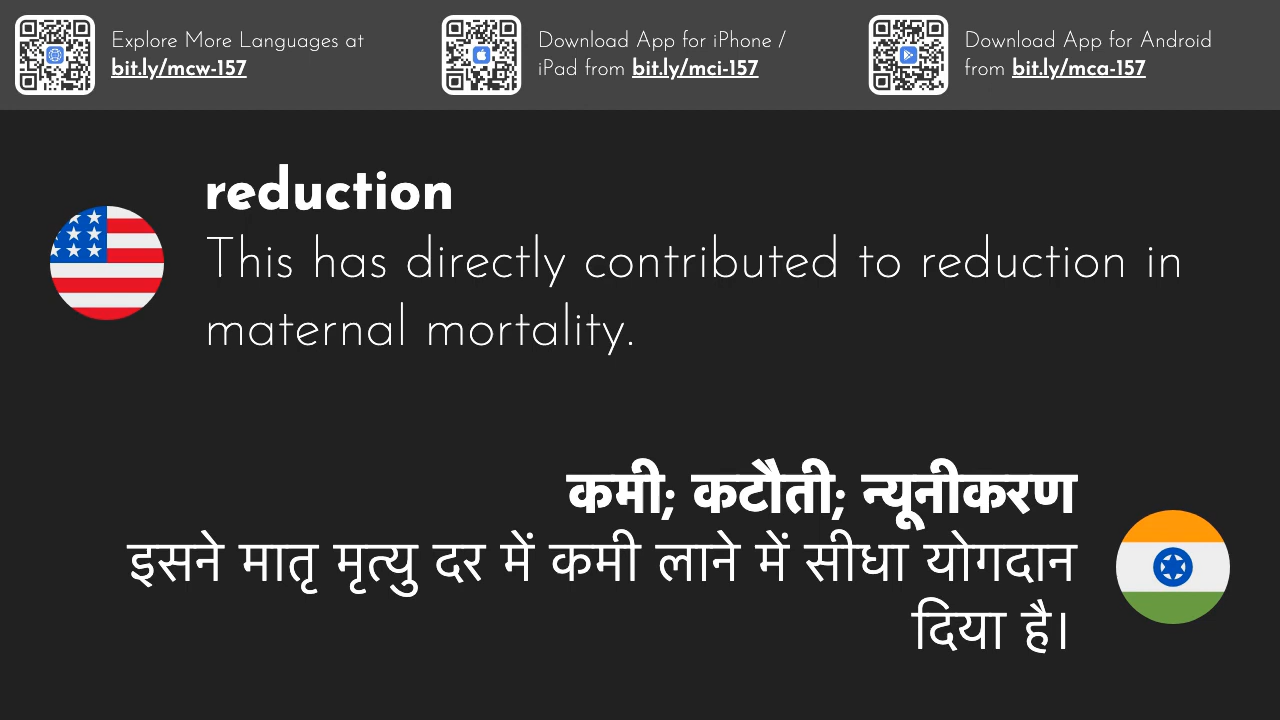 Explore More Languages at
bit.ly/mcw-157
Download App for iPhone /
iPad from bit.ly/mci-157
Download App for Android
from bit.ly/mca-157
reduction
This has directly contributed to reduction in
maternal mortality.
कमी; कटौती; न्यूनीकरण
इसने मातृ मृत्यु दर में कमी लाने में सीधा योगदान
दिया है।